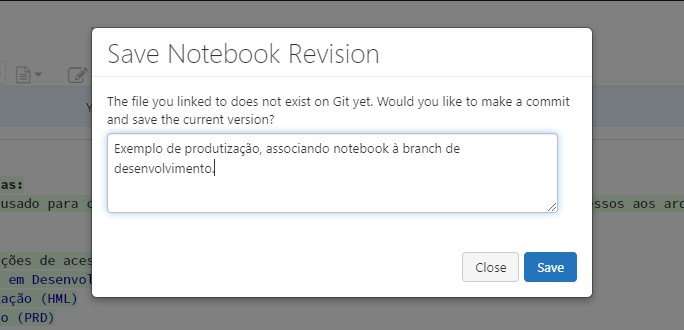 Save Notebook Revision
The file you linked to does not exist on Git yet. Would you like to make a commit
and save the current version?
Exemplo de produtização, associando notebook à branch de
desenvolvimento.
as:
usado para
essos aos
ções de aces
em Desenvol
ação (HML)
o (PRD)
Close
Save